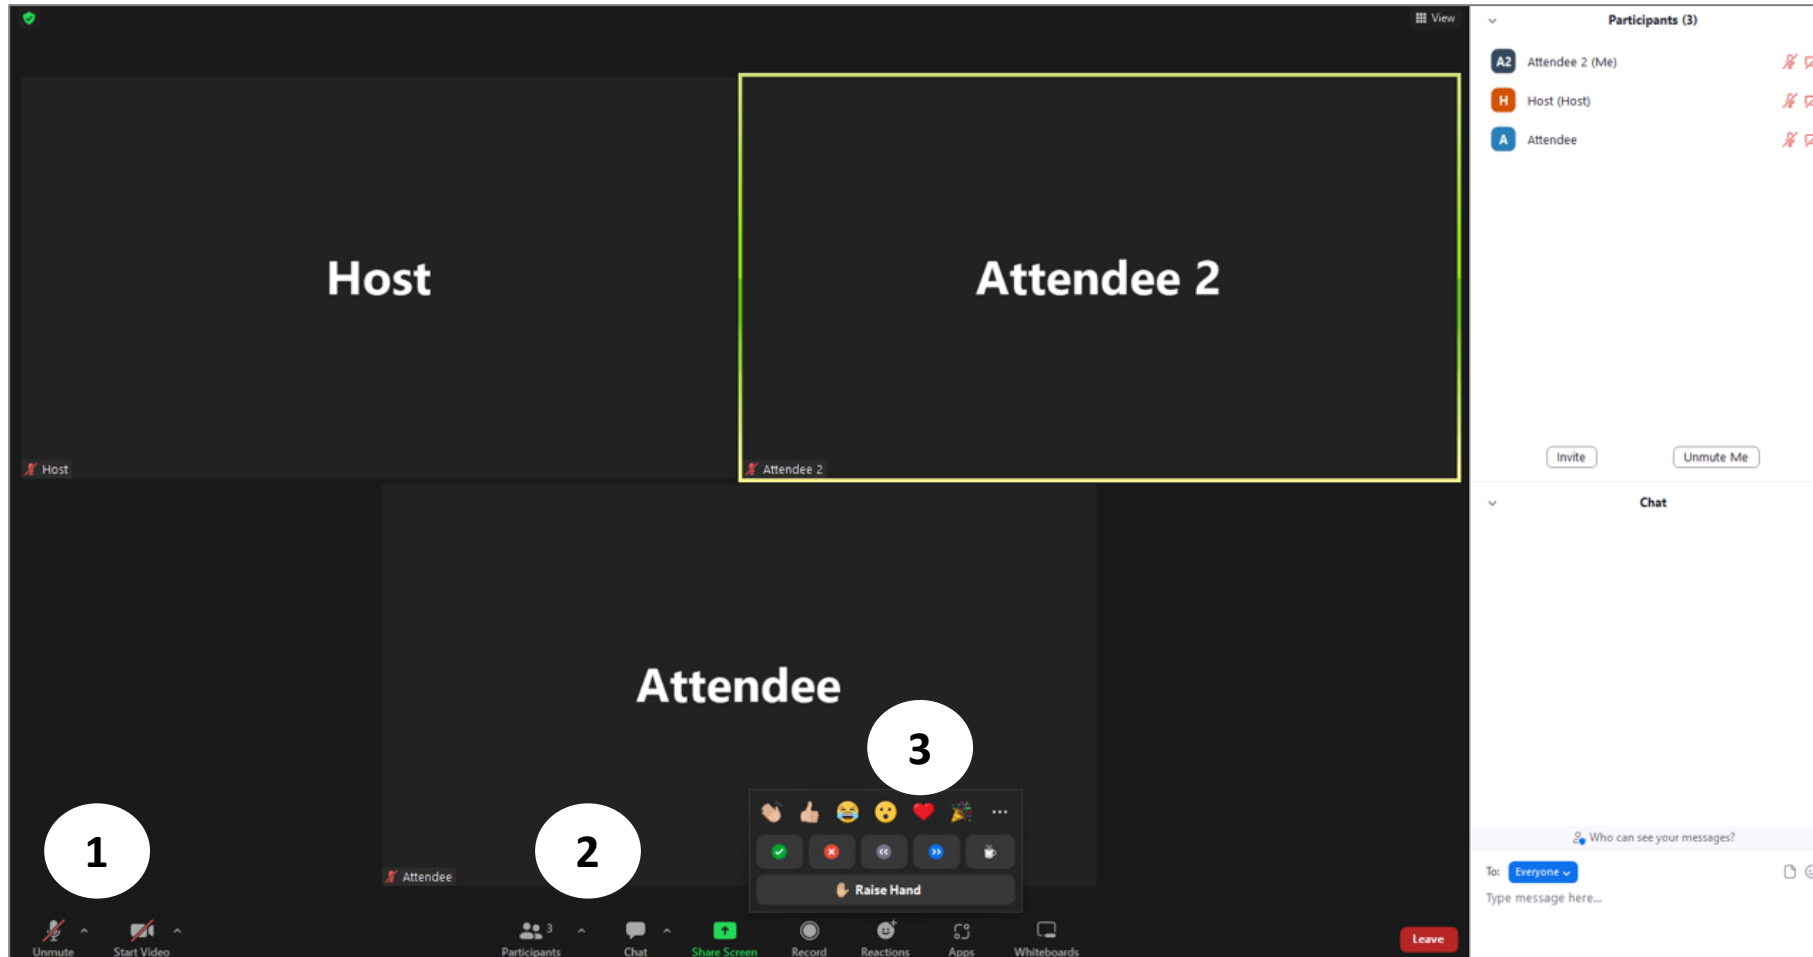 View
Host
Host
Attendee 2
Attendee 2
Attendee
Attendee
1
2
3
Raise Hand
Unmute
Start Video
3
Participants
Chat
Share Screen
Record
Reactions
Apps
Whiteboards
Leave
Participants (3)
A2 Attendee 2 (Me)
H Host (Host)
A Attendee
Invite
Unmute Me
Chat
Who can see your messages?
To: Everyone
Type message here...